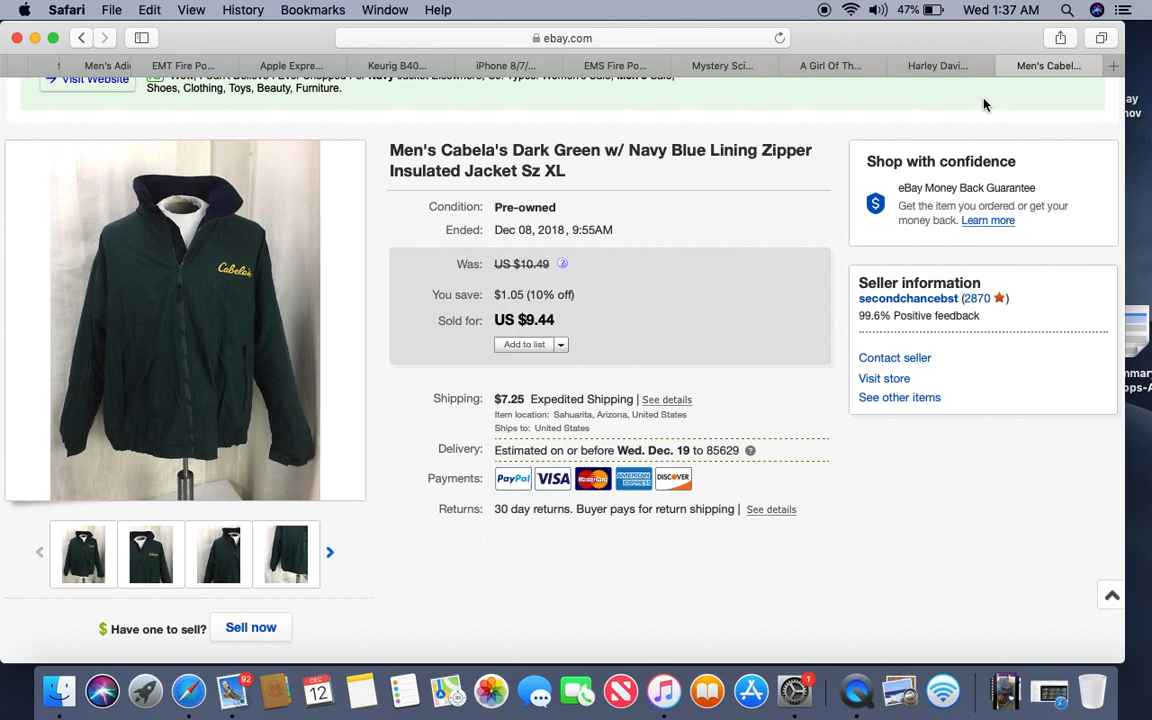 Safari File Edit View History Bookmarks Window Help 47% Wed 1:37 AM
ebay.com
Men's Adi EMT Fire Po... Apple Expre... Keurig B40... iPhone 8/7/... EMS Fire Po... Mystery Sci... A Girl Of Th... Harley Davi... Men's Cabel...
Visit Website
Shoes, Clothing, Toys, Beauty, Furniture.
Men's Cabela's Dark Green w/ Navy Blue Lining Zipper
Insulated Jacket Sz XL
Condition: Pre-owned
Ended: Dec 08, 2018, 9:55AM
Was: US $10.49
You save: $1.05 (10% off)
Sold for: US $9.44
Add to list
Shipping: $7.25 Expedited Shipping | See details
Item location: Sahuarita, Arizona, United States
Ships to: United States
Delivery: Estimated on or before Wed. Dec. 19 to 85629
Payments: PayPal VISA MasterCard AMERICAN EXPRESS DISCOVER
Returns: 30 day returns. Buyer pays for return shipping | See details
Shop with confidence
eBay Money Back Guarantee
Get the item you ordered or get your
money back. Learn more
Seller information
secondchancebst (2870)
99.6% Positive feedback
Contact seller
Visit store
See other items
Cabela's
$ Have one to sell? Sell now
92
DEC
12
1